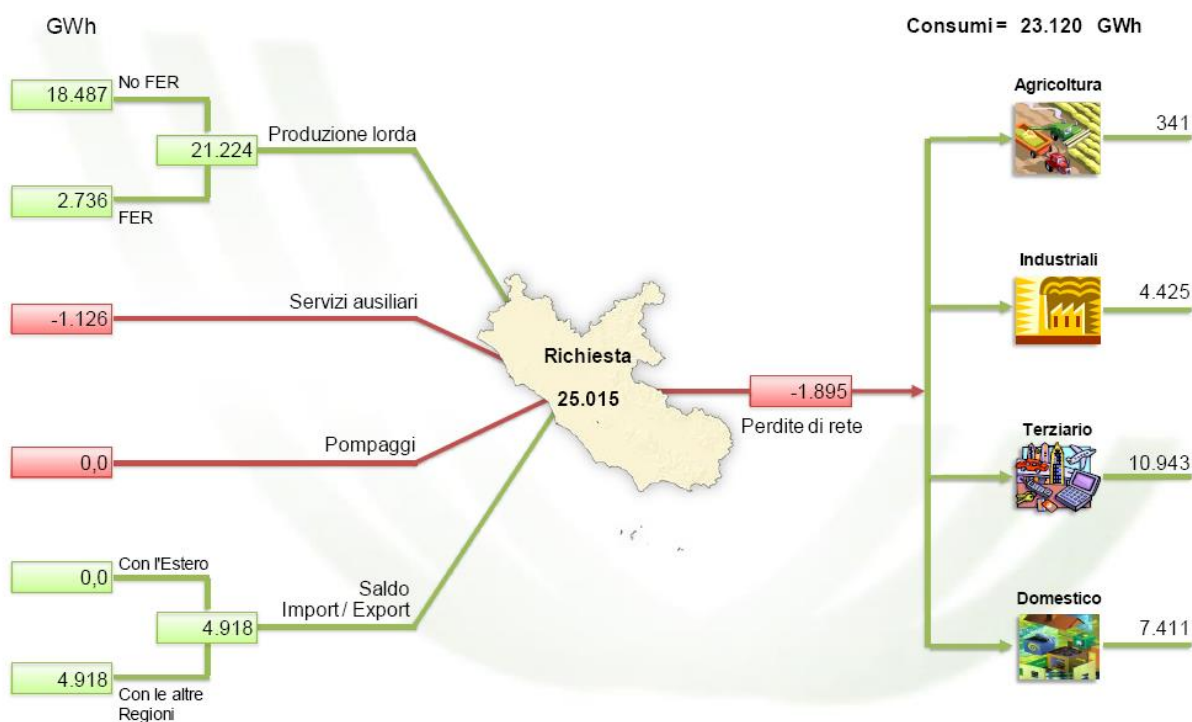 GWh
Consumi = 23.120 GWh
No FER
18.487
Produzione lorda
21.224
2.736
FER
Servizi ausiliari
-1.126
Pompaggi
0,0
Con l'Estero
0,0
Saldo
Import / Export
4.918
4.918
Con le altre
Regioni
Richiesta
25.015
-1.895
Perdite di rete
Agricoltura
341
Industriali
4.425
Terziario
10.943
Domestico
7.411